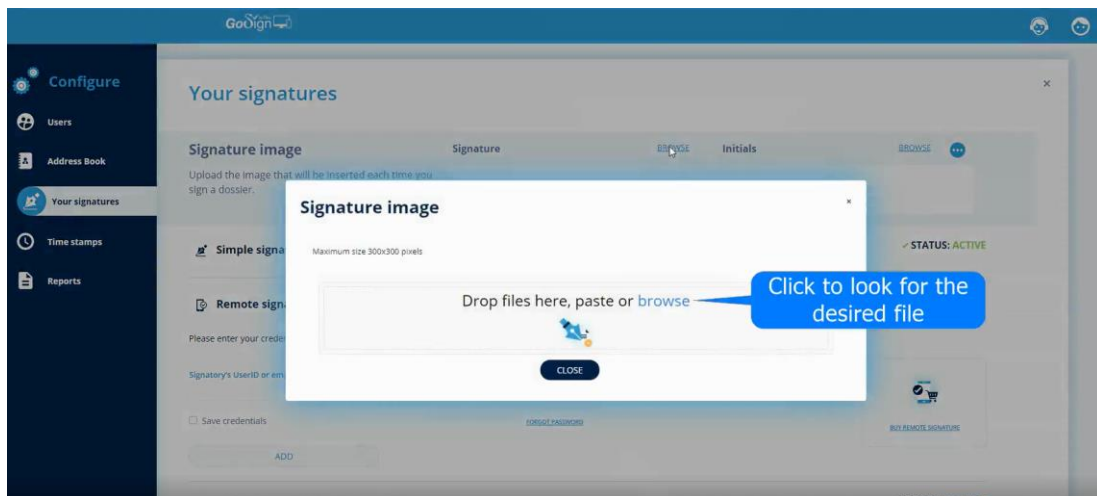 GoSign
Configure
Users
Address Book
Your signatures
Time stamps
Reports
Your signatures
×
Signature image
Signature
BROWSE
Initials
BROWSE
Upload the image that will be inserted each time you
sign a dossier.
Signature image
×
Maximum size 300x300 pixels
Drop files here, paste or browse
Click to look for the
desired file
CLOSE
Simple signa
✓ STATUS: ACTIVE
Remote sign
Please enter your crede
Signatory's UserID or em
Save credentials
FORGOT PASSWORD
BUY REMOTE SIGNATURE
ADD